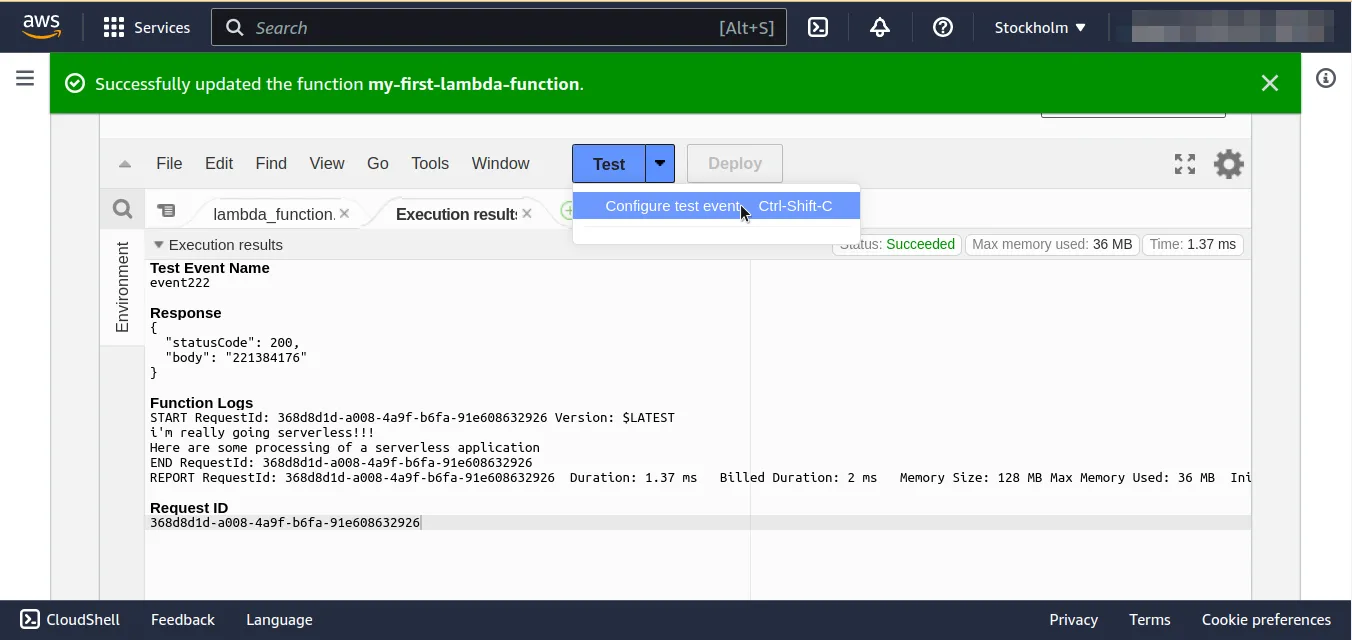 aws Services Search [Alt+S] Stockholm
Successfully updated the function my-first-lambda-function.
File Edit Find View Go Tools Window Test Deploy
Configure test event Ctrl-Shift-C
lambda_function. Execution results
Execution results Status: Succeeded Max memory used: 36 MB Time: 1.37 ms
Environment
Test Event Name
event222
Response
{
"statusCode": 200,
"body": "221384176"
}
Function Logs
START RequestId: 368d8d1d-a008-4a9f-b6fa-91e608632926 Version: $LATEST
i'm really going serverless!!!
Here are some processing of a serverless application
END RequestId: 368d8d1d-a008-4a9f-b6fa-91e608632926
REPORT RequestId: 368d8d1d-a008-4a9f-b6fa-91e608632926 Duration: 1.37 ms Billed Duration: 2 ms Memory Size: 128 MB Max Memory Used: 36 MB Ini
Request ID
368d8d1d-a008-4a9f-b6fa-91e608632926
CloudShell Feedback Language Privacy Terms Cookie preferences